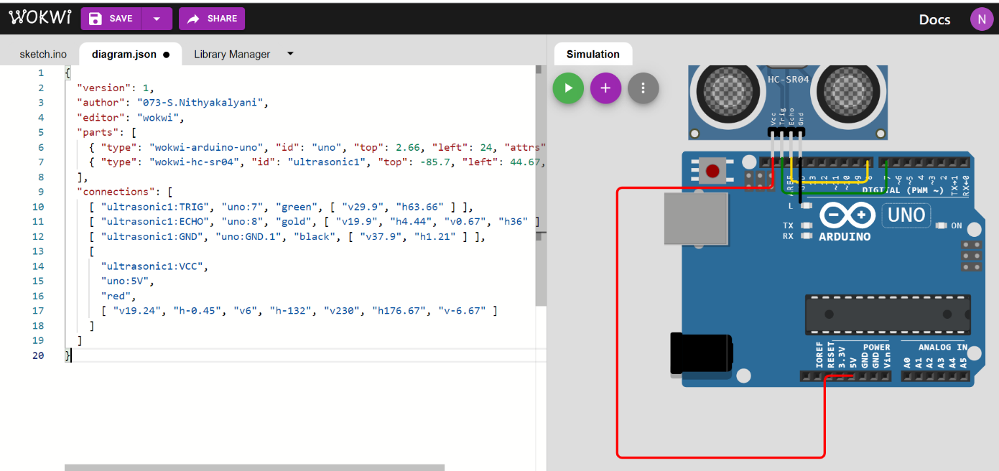 WOKWI SAVE SHARE Docs N
sketch.ino diagram.json Library Manager
1 {
2 "version": 1,
3 "author": "073-S.Nithyakalyani",
4 "editor": "wokwi",
5 "parts": [
6 { "type": "wokwi-arduino-uno", "id": "uno", "top": 2.66, "left": 24, "attrs"
7 { "type": "wokwi-hc-sr04", "id": "ultrasonic1", "top": -85.7, "left": 44.67,
8 ],
9 "connections": [
10 [ "ultrasonic1:TRIG", "uno:7", "green", [ "v29.9", "h63.66" ] ],
11 [ "ultrasonic1:ECHO", "uno:8", "gold", [ "v19.9", "h4.44", "v0.67", "h36" ]
12 [ "ultrasonic1:GND", "uno:GND.1", "black", [ "v37.9", "h1.21" ] ],
13 [
14 "ultrasonic1:VCC",
15 "uno:5V",
16 "red",
17 [ "v19.24", "h-0.45", "v6", "h-132", "v230", "h176.67", "v-6.67" ]
18 ]
19 ]
20 }
Simulation
HC-SR04
Vcc Trig Echo Gnd
AREF 13 12 ~11 ~10 ~9 8 7 ~6 ~5 4 ~3 2 TX→1 RX←0
DIGITAL (PWM ~)
L
UNO
TX ON
RX ARDUINO
POWER ANALOG IN
IOREF RESET 3.3V 5V GND GND Vin A0 A1 A2 A3 A4 A5